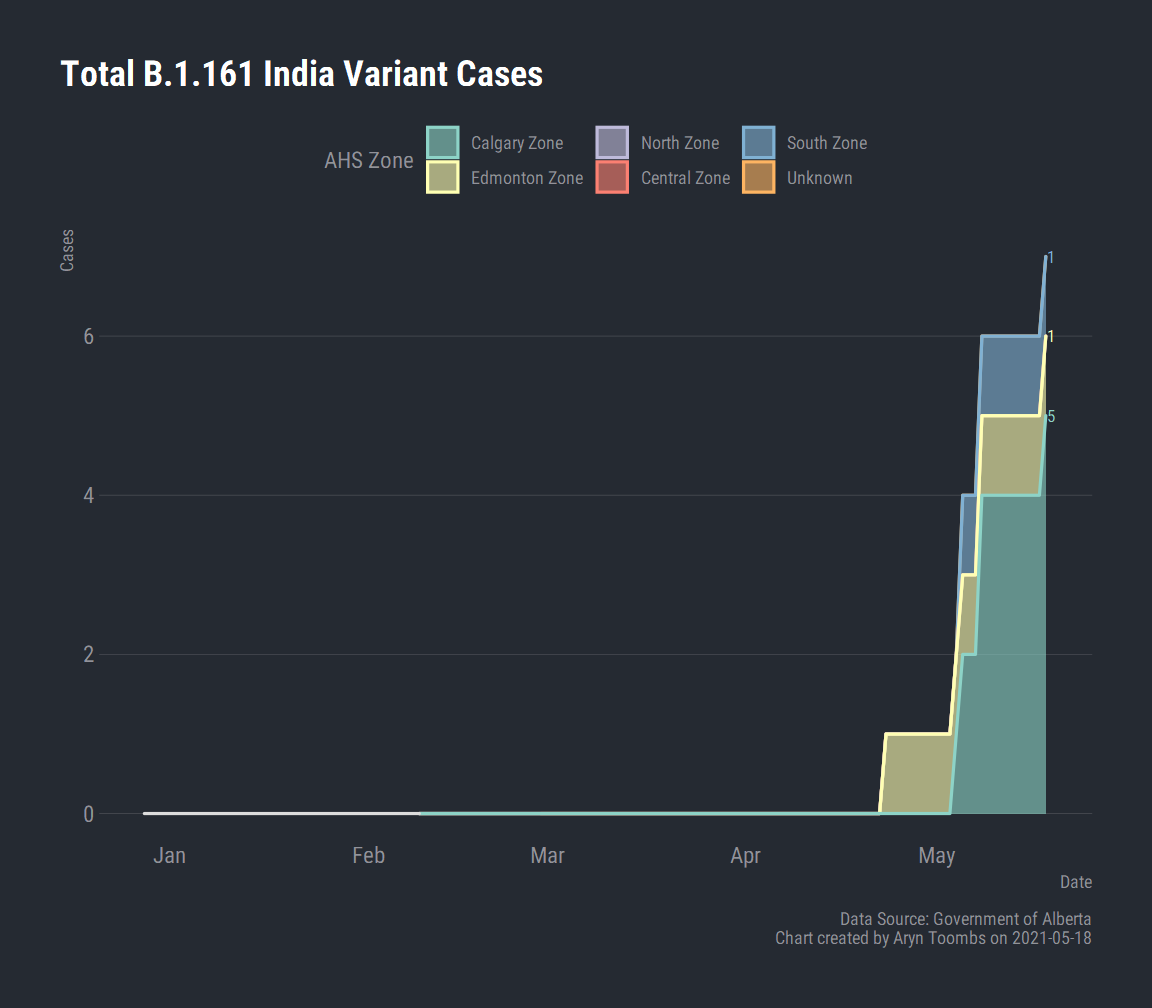 Total B.1.161 India Variant Cases
AHS Zone
Calgary Zone
North Zone
South Zone
Edmonton Zone
Central Zone
Unknown
Cases
1
6
1
5
4
2
0
Jan
Feb
Mar
Apr
May
Date
Data Source: Government of Alberta
Chart created by Aryn Toombs on 2021-05-18